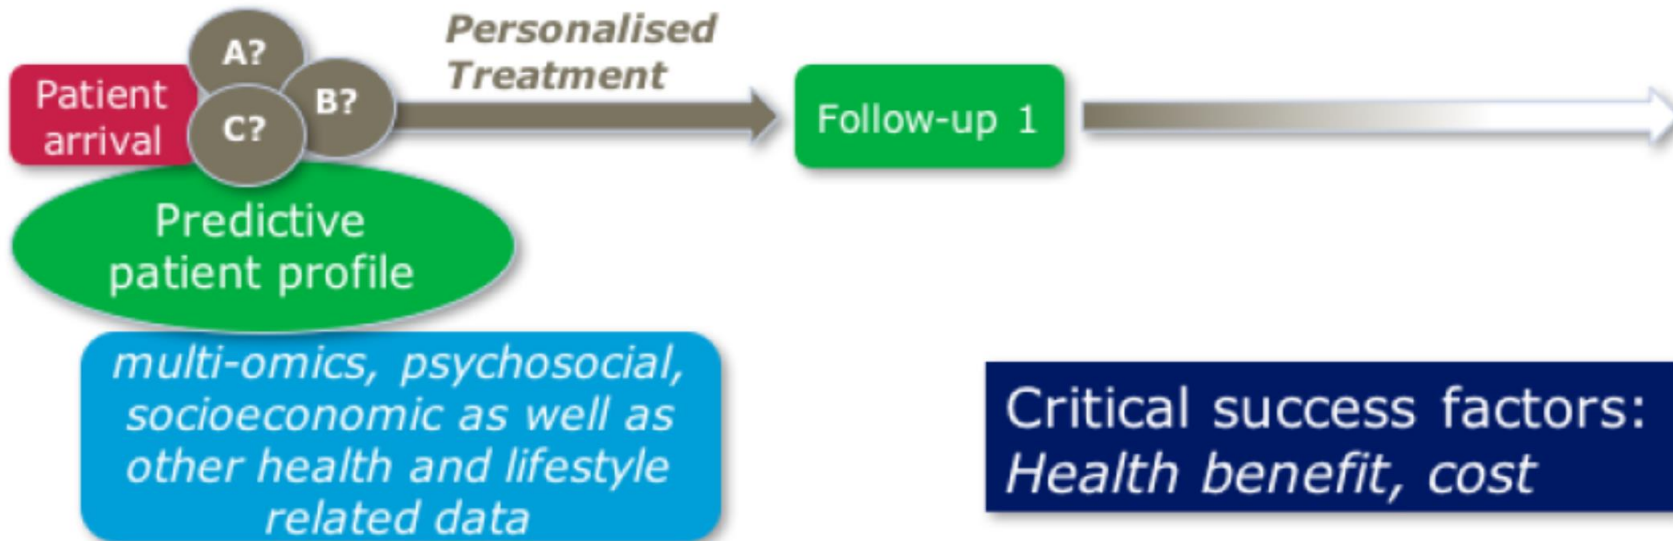 A?
B?
C?
Patient
arrival
Personalised
Treatment
Follow-up 1
Predictive
patient profile
multi-omics, psychosocial,
socioeconomic as well as
other health and lifestyle
related data
Critical success factors:
Health benefit, cost